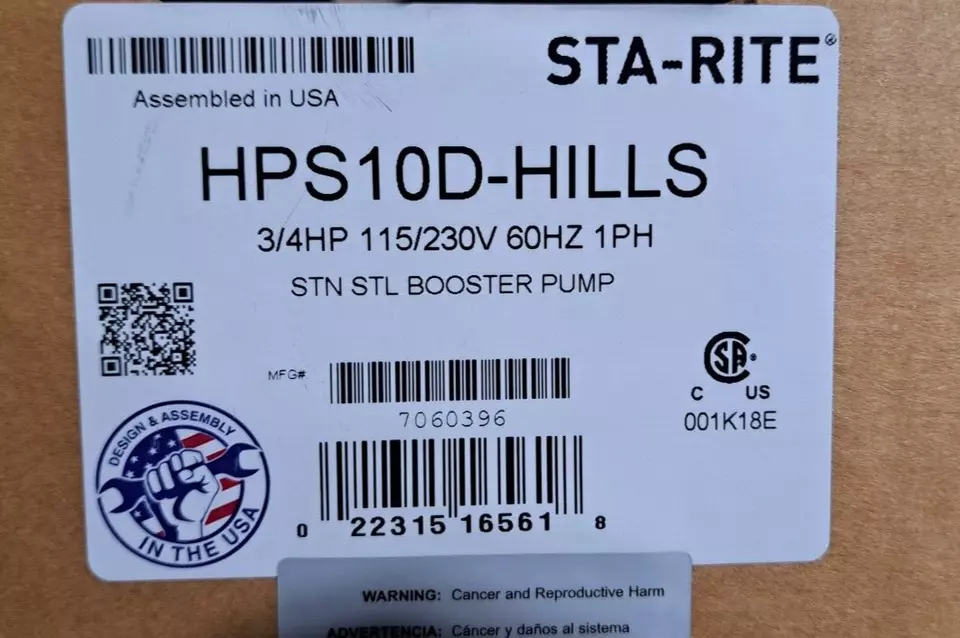 STA-RITE®
Assembled in USA
HPS10D-HILLS
3/4HP 115/230V 60HZ 1PH
STN STL BOOSTER PUMP
MFG#
7060396
CSA®
C US
001K18E
DESIGN & ASSEMBLY
IN THE USA
0 22315 16561 8
WARNING: Cancer and Reproductive Harm
ADVERTENCIA: Cáncer y daños al sistema